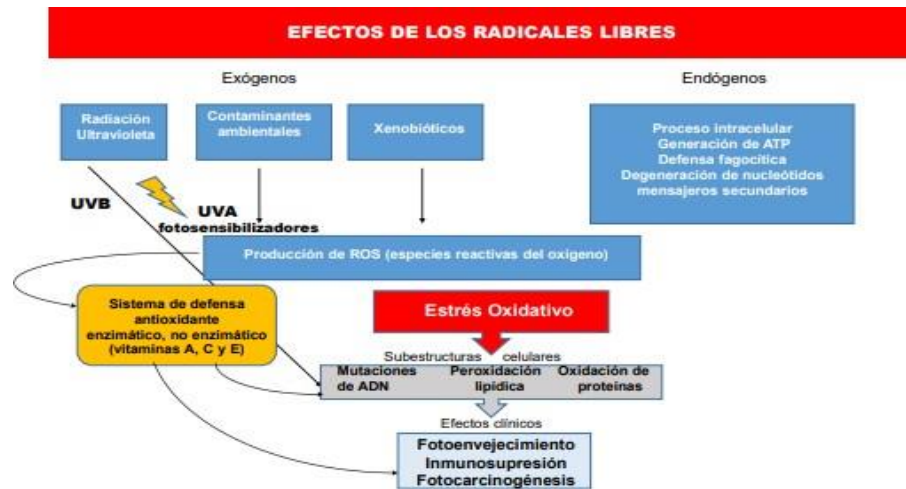 EFECTOS DE LOS RADICALES LIBRES
Exógenos
Endógenos
Radiación
Ultravioleta
Contaminantes
ambientales
Xenobióticos
Proceso intracelular
Generación de ATP
Defensa fagocítica
Degeneración de nucleótidos
mensajeros secundarios
UVB
UVA
fotosensibilizadores
Producción de ROS (especies reactivas del oxigeno)
Sistema de defensa
antioxidante
enzimático, no enzimático
(vitaminas A, C y E)
Estrés Oxidativo
Subestructuras celulares
Mutaciones
de ADN
Peroxidación
lipídica
Oxidación de
proteínas
Efectos clínicos
Fotoenvejecimiento
Inmunosupresión
Fotocarcinogénesis